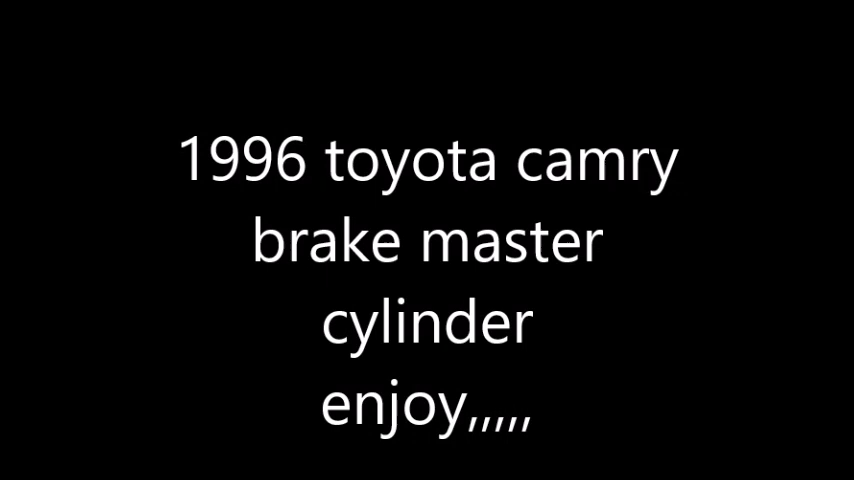 1996 toyota camry
brake master
cylinder
enjoy,,,,,